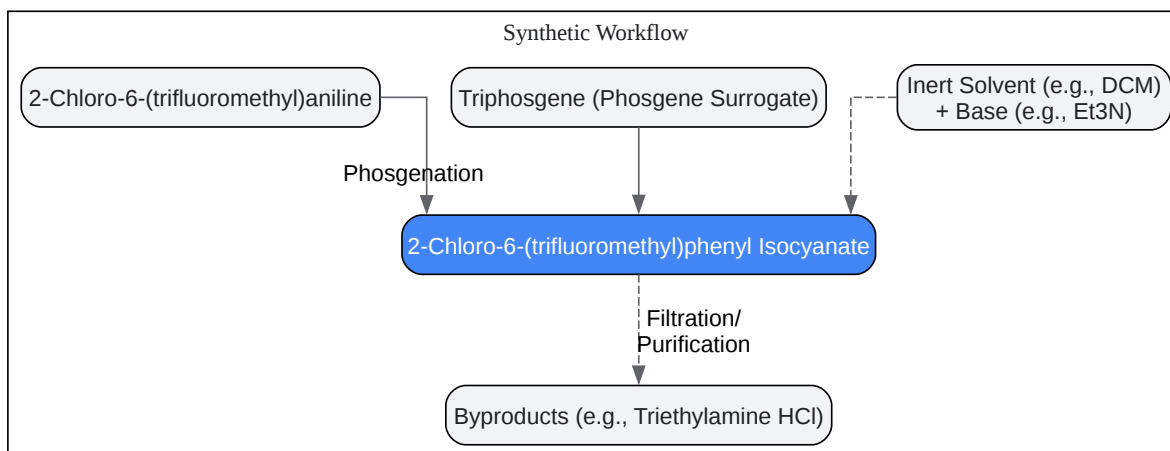 Synthetic Workflow
2-Chloro-6-(trifluoromethyl)aniline
Triphosgene (Phosgene Surrogate)
Inert Solvent (e.g., DCM)
+ Base (e.g., Et3N)
Phosgenation
2-Chloro-6-(trifluoromethyl)phenyl Isocyanate
Filtration/
Purification
Byproducts (e.g., Triethylamine HCl)